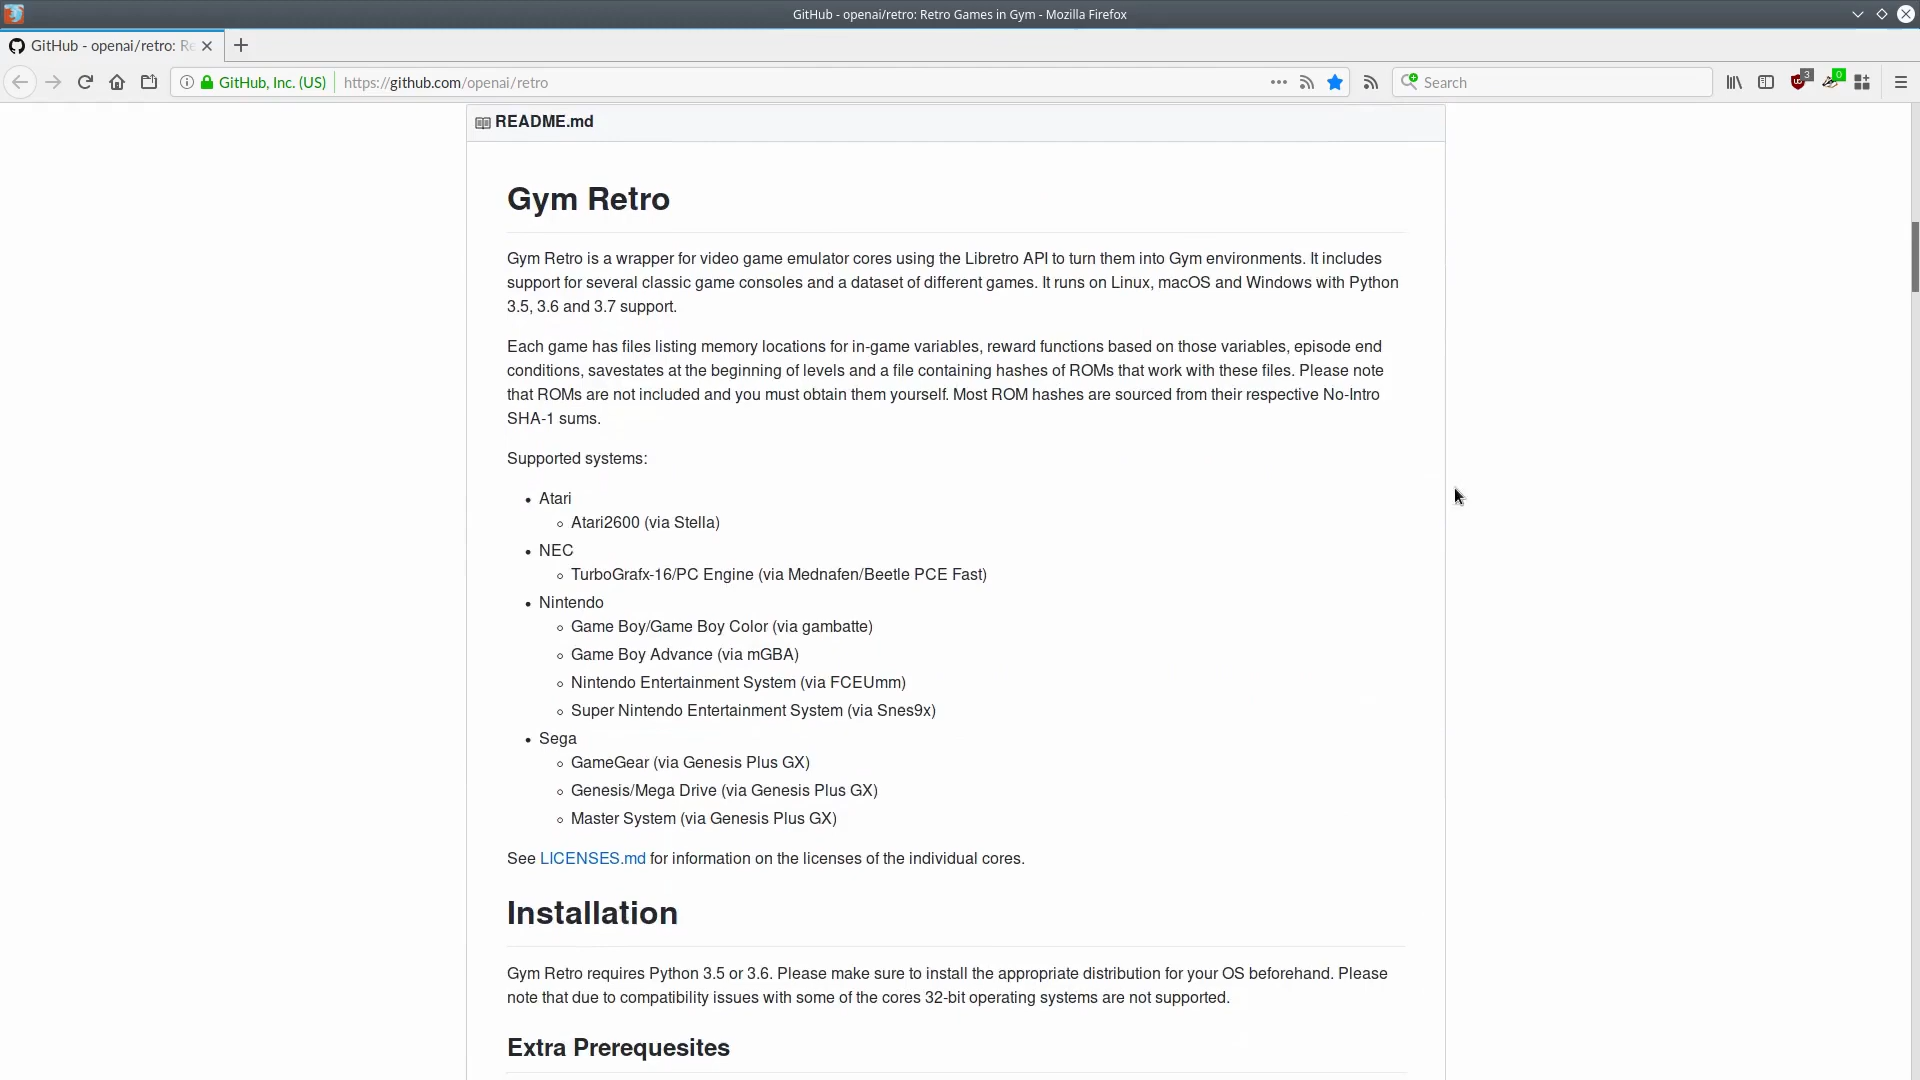 GitHub - openai/retro: Retro Games in Gym - Mozilla Firefox
GitHub - openai/retro: Re
GitHub, Inc. (US)
https://github.com/openai/retro
Search
3
0
README.md
Gym Retro
Gym Retro is a wrapper for video game emulator cores using the Libretro API to turn them into Gym environments. It includes
support for several classic game consoles and a dataset of different games. It runs on Linux, macOS and Windows with Python
3.5, 3.6 and 3.7 support.
Each game has files listing memory locations for in-game variables, reward functions based on those variables, episode end
conditions, savestates at the beginning of levels and a file containing hashes of ROMs that work with these files. Please note
that ROMs are not included and you must obtain them yourself. Most ROM hashes are sourced from their respective No-Intro
SHA-1 sums.
Supported systems:
• Atari
◦ Atari2600 (via Stella)
• NEC
◦ TurboGrafx-16/PC Engine (via Mednafen/Beetle PCE Fast)
• Nintendo
◦ Game Boy/Game Boy Color (via gambatte)
◦ Game Boy Advance (via mGBA)
◦ Nintendo Entertainment System (via FCEUmm)
◦ Super Nintendo Entertainment System (via Snes9x)
• Sega
◦ GameGear (via Genesis Plus GX)
◦ Genesis/Mega Drive (via Genesis Plus GX)
◦ Master System (via Genesis Plus GX)
See LICENSES.md for information on the licenses of the individual cores.
Installation
Gym Retro requires Python 3.5 or 3.6. Please make sure to install the appropriate distribution for your OS beforehand. Please
note that due to compatibility issues with some of the cores 32-bit operating systems are not supported.
Extra Prerequesites